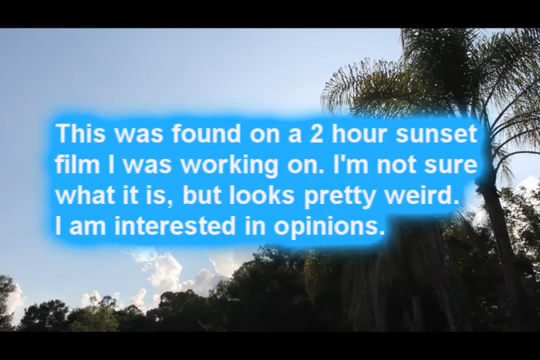 This was found on a 2 hour sunset
film I was working on. I'm not sure
what it is, but looks pretty weird.
I am interested in opinions.